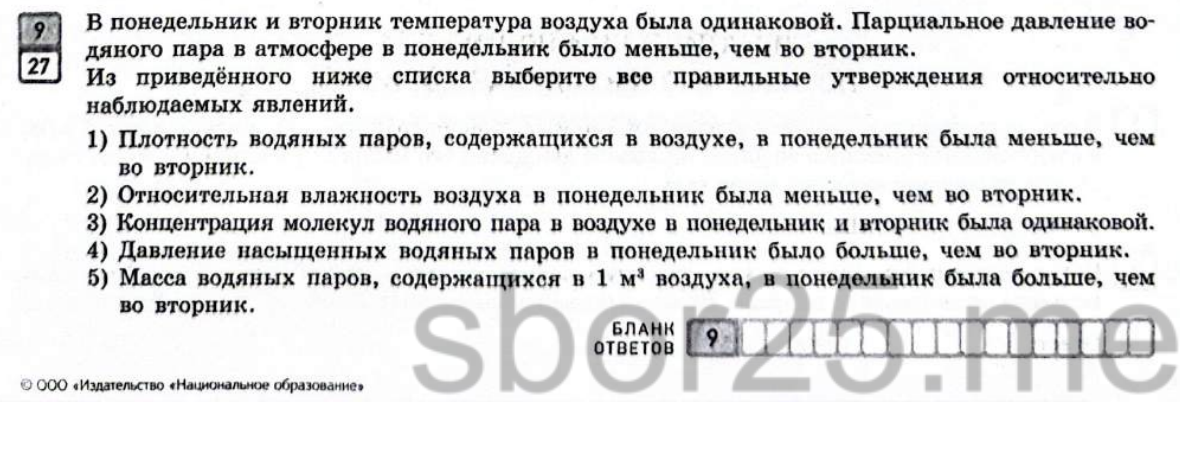 9
27
В понедельник и вторник температура воздуха была одинаковой. Парциальное давление во-
дяного пара в атмосфере в понедельник было меньше, чем во вторник.
Из приведённого ниже списка выберите все правильные утверждения относительно
наблюдаемых явлений.
1) Плотность водяных паров, содержащихся в воздухе, в понедельник была меньше, чем
во вторник.
2) Относительная влажность воздуха в понедельник была меньше, чем во вторник.
3) Концентрация молекул водяного пара в воздухе в понедельник и вторник была одинаковой.
4) Давление насыщенных водяных паров в понедельник было больше, чем во вторник.
5) Масса водяных паров, содержащихся в 1 м³ воздуха, в понедельник была больше, чем
во вторник.
БЛАНК
ОТВЕТОВ
9
© ООО «Издательство «Национальное образование»
sbor25.me